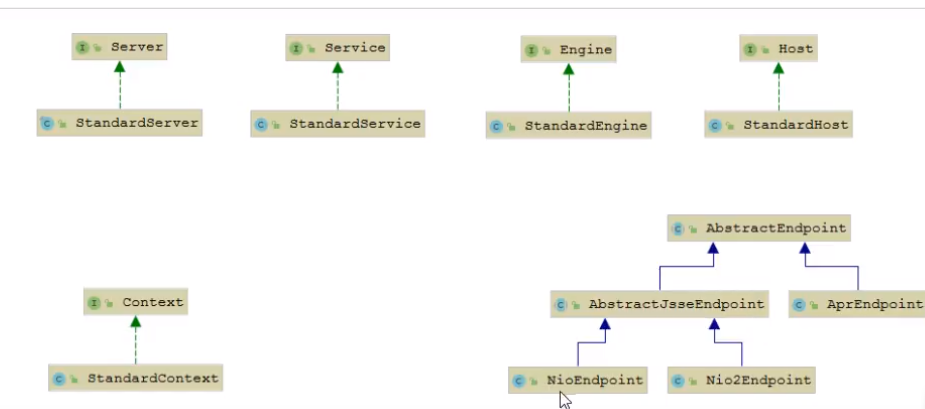 Server
Service
Engine
Host
StandardServer
StandardService
StandardEngine
StandardHost
AbstractEndpoint
Context
AbstractJsseEndpoint
AprEndpoint
StandardContext
NioEndpoint
Nio2Endpoint